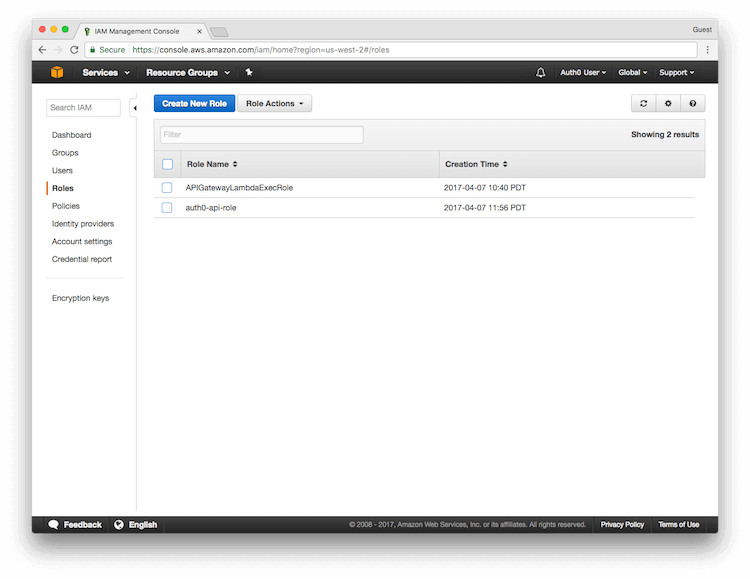 IAM Management Console
Guest
Secure https://console.aws.amazon.com/iam/home?region=us-west-2#/roles
Services Resource Groups Auth0 User Global Support
Search IAM
Dashboard
Groups
Users
Roles
Policies
Identity providers
Account settings
Credential report
Encryption keys
Create New Role Role Actions
Filter
Showing 2 results
Role Name Creation Time
APIGatewayLambdaExecRole 2017-04-07 10:40 PDT
auth0-api-role 2017-04-07 11:56 PDT
Feedback English © 2008 - 2017, Amazon Web Services, Inc. or its affiliates. All rights reserved. Privacy Policy Terms of Use